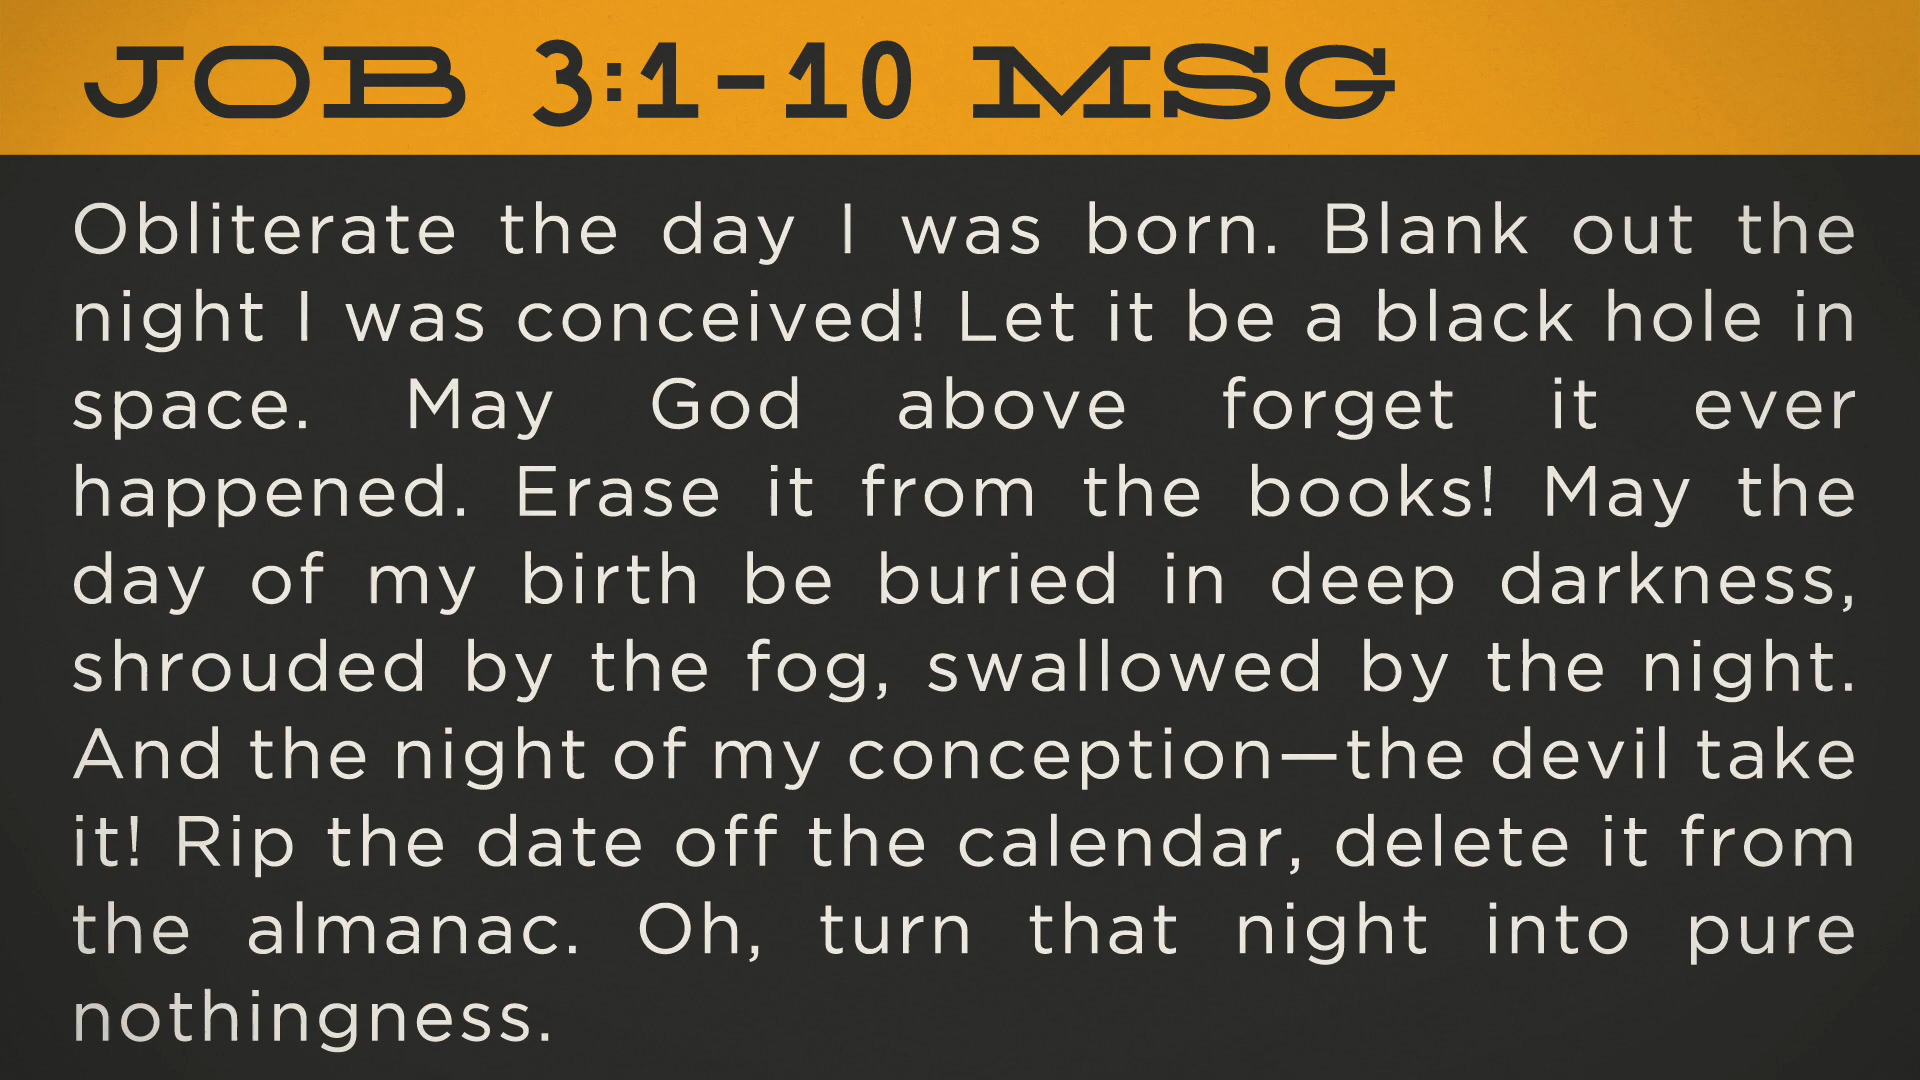 JOB 3:1-10 MSG
Obliterate the day I was born. Blank out the
night I was conceived! Let it be a black hole in
space. May God above forget it ever
happened. Erase it from the books! May the
day of my birth be buried in deep darkness,
shrouded by the fog, swallowed by the night.
And the night of my conception—the devil take
it! Rip the date off the calendar, delete it from
the almanac. Oh, turn that night into pure
nothingness.